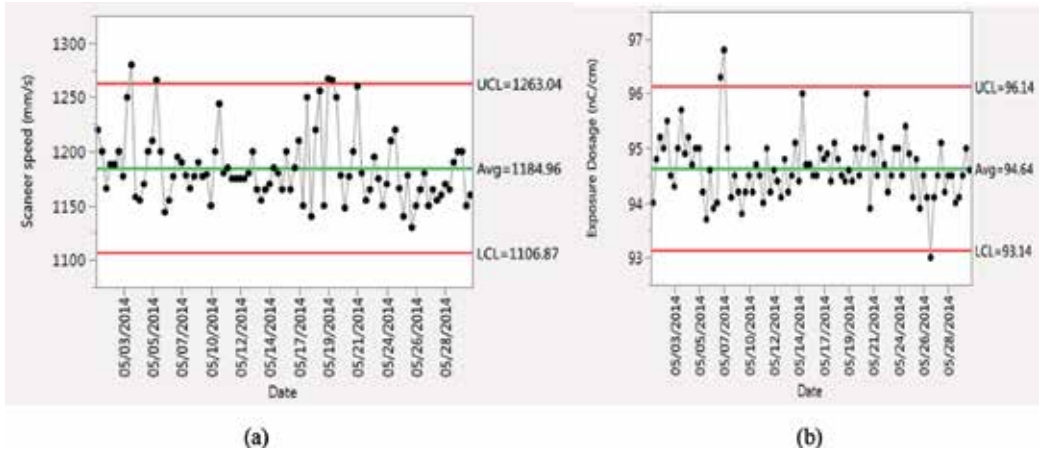 Scaneer speed (mm/s)
1300
1250
1200
1150
1100
UCL=1263.04
Avg=1184.96
LCL=1106.87
05/03/2014
05/05/2014
05/07/2014
05/10/2014
05/12/2014
05/14/2014
05/17/2014
05/19/2014
05/21/2014
05/24/2014
05/26/2014
05/28/2014
Date
(a)
Exposure Dosage (nC/cm)
97
96
95
94
93
UCL=96.14
Avg=94.64
LCL=93.14
05/03/2014
05/05/2014
05/07/2014
05/10/2014
05/12/2014
05/14/2014
05/17/2014
05/19/2014
05/21/2014
05/24/2014
05/26/2014
05/28/2014
Date
(b)